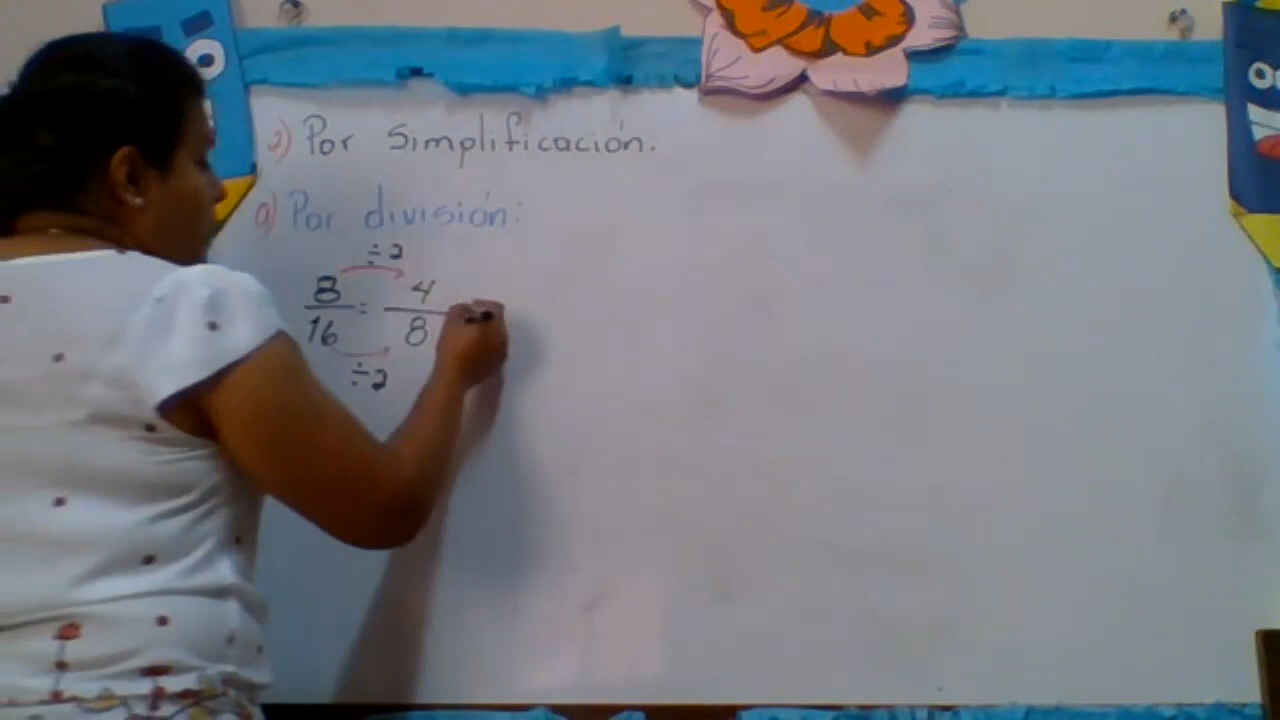 2) Por Simplificación.
a) Por división:
÷2
8/16 = 4/8
÷2